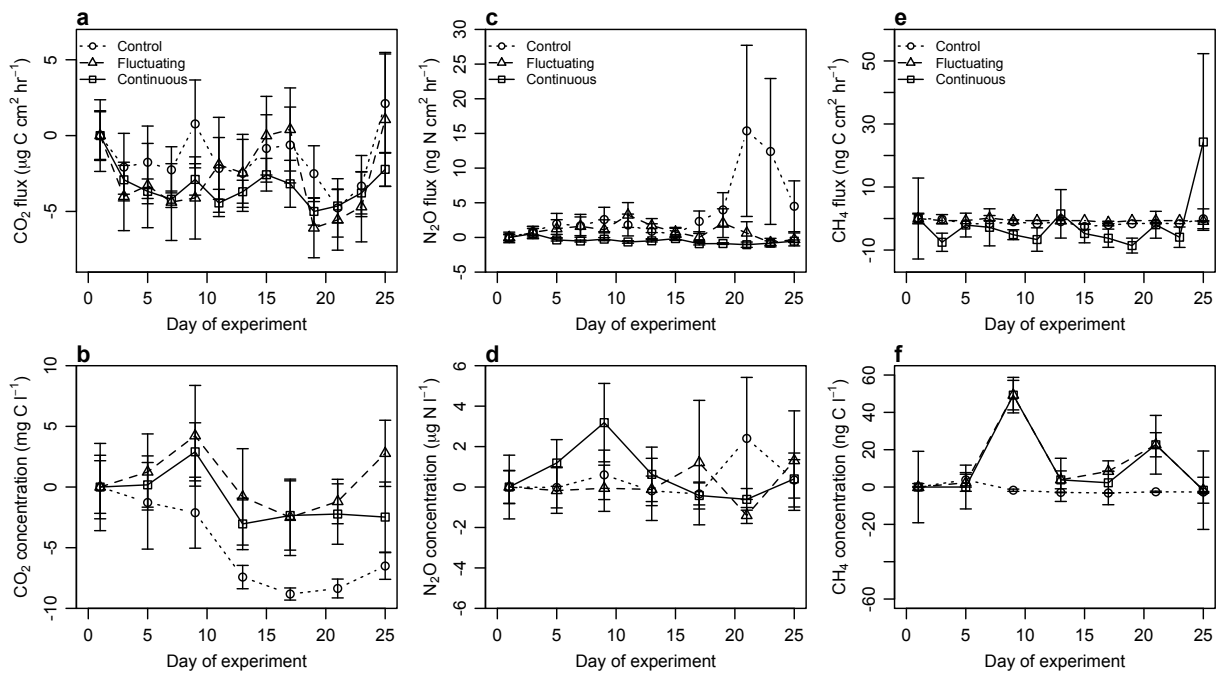 a
CO₂ flux (µg C cm² hr⁻¹)
5
0
-5
Control
Fluctuating
Continuous
0 5 10 15 20 25
Day of experiment
c
N₂O flux (ng N cm² hr⁻¹)
30
25
20
15
10
5
0
-5
Control
Fluctuating
Continuous
0 5 10 15 20 25
Day of experiment
e
CH₄ flux (ng C cm² hr⁻¹)
50
30
10
-10
Control
Fluctuating
Continuous
0 5 10 15 20 25
Day of experiment
b
CO₂ concentration (mg C l⁻¹)
10
5
0
-5
-10
0 5 10 15 20 25
Day of experiment
d
N₂O concentration (µg N l⁻¹)
6
4
2
0
-2
-4
-6
0 5 10 15 20 25
Day of experiment
f
CH₄ concentration (ng C l⁻¹)
60
40
20
0
-20
-60
0 5 10 15 20 25
Day of experiment